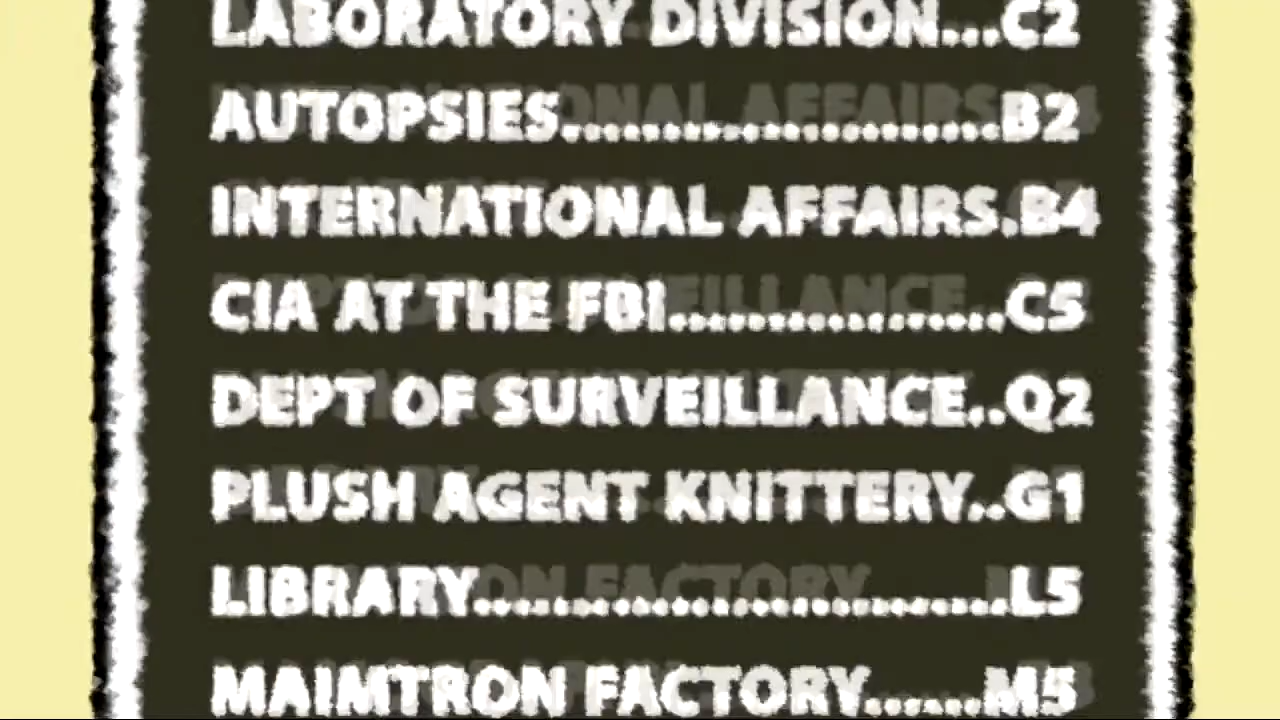 LABORATORY DIVISION...C2
AUTOPSIES.........................B2
INTERNATIONAL AFFAIRS.B4
CIA AT THE FBI...................C5
DEPT OF SURVEILLANCE..Q2
PLUSH AGENT KNITTERY..G1
LIBRARY...............................L5
MAIMTRON FACTORY.......M5